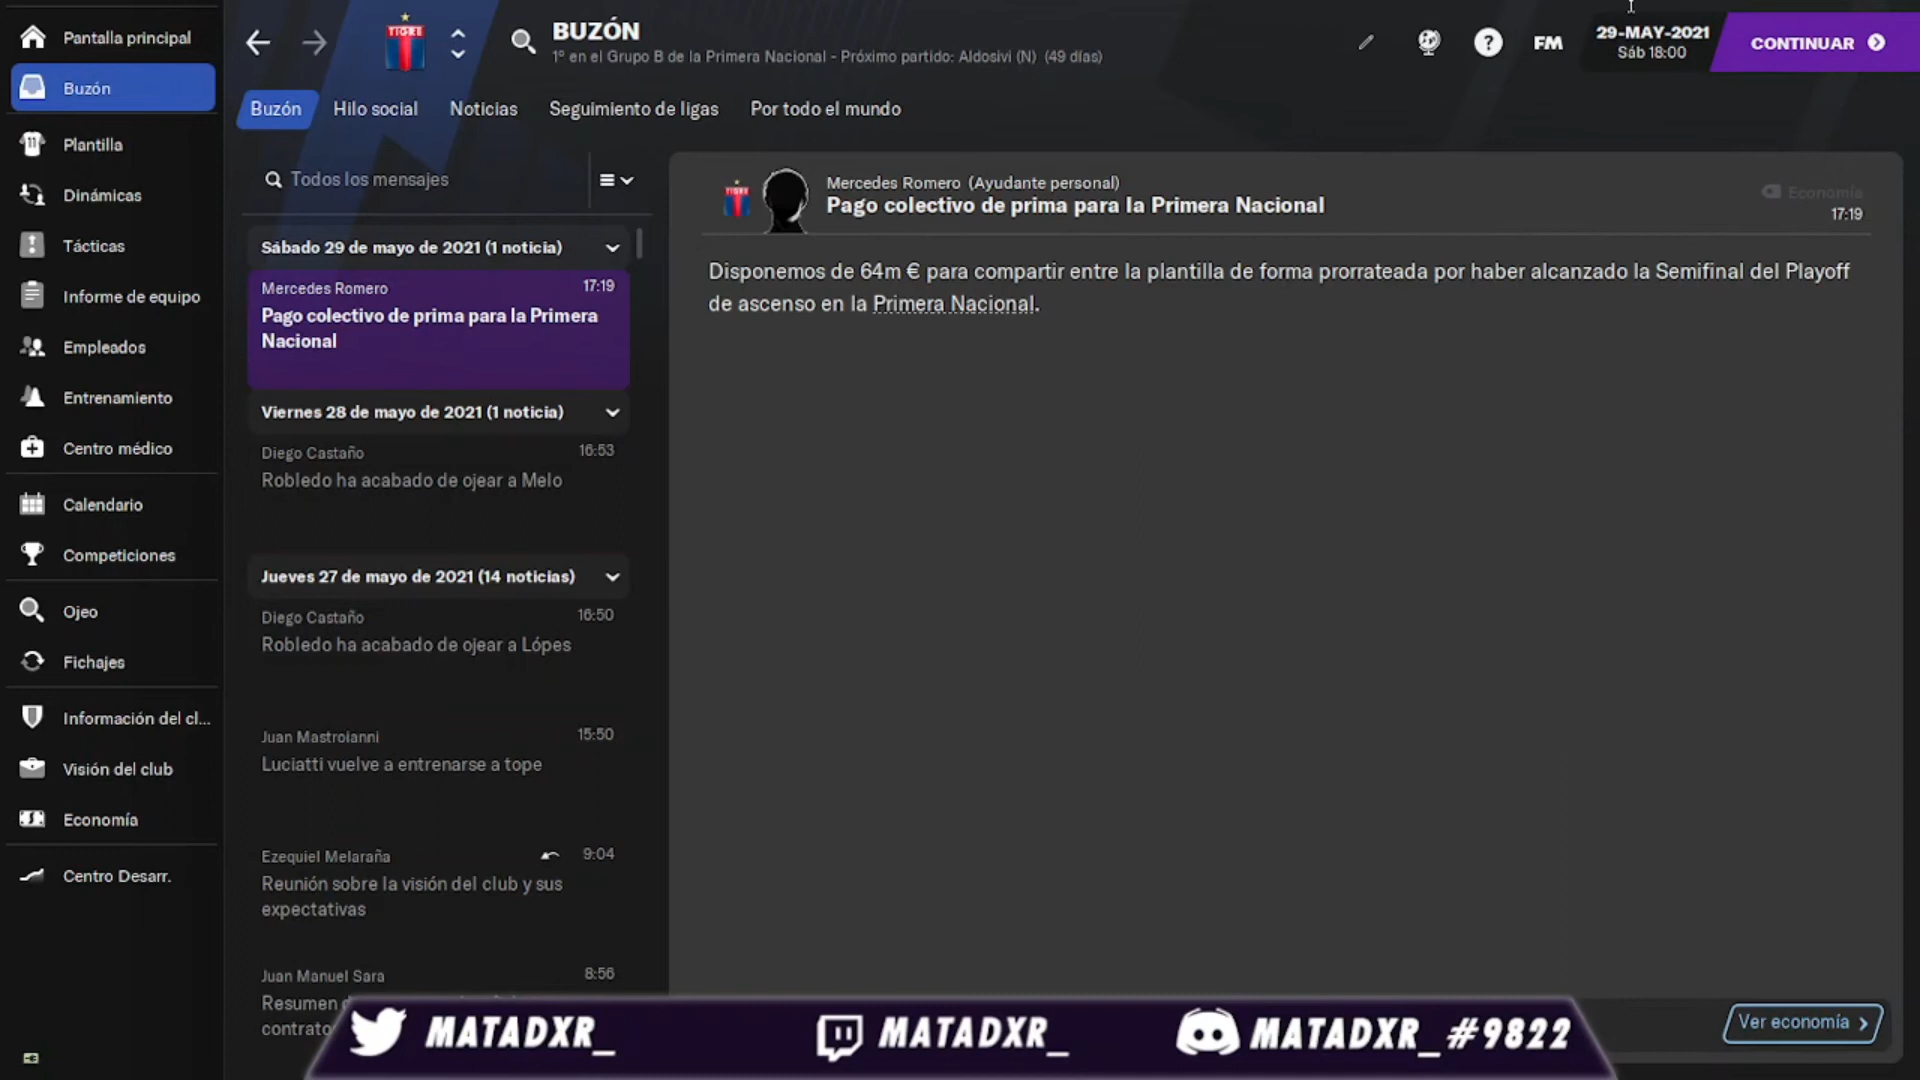 Pantalla principal
Buzón
Plantilla
Dinámicas
Tácticas
Informe de equipo
Empleados
Entrenamiento
Centro médico
Calendario
Competiciones
Ojeo
Fichajes
Información del cl...
Visión del club
Economía
Centro Desarr.
TIGRE
BUZÓN
1º en el Grupo B de la Primera Nacional - Próximo partido: Aldosivi (N) (49 días)
?
FM
29-MAY-2021
Sáb 18:00
CONTINUAR
Buzón Hilo social Noticias Seguimiento de ligas Por todo el mundo
Todos los mensajes
Sábado 29 de mayo de 2021 (1 noticia)
Mercedes Romero 17:19
Pago colectivo de prima para la Primera
Nacional
Viernes 28 de mayo de 2021 (1 noticia)
Diego Castaño 16:53
Robledo ha acabado de ojear a Melo
Jueves 27 de mayo de 2021 (14 noticias)
Diego Castaño 16:50
Robledo ha acabado de ojear a Lópes
Juan Mastroianni 15:50
Luciatti vuelve a entrenarse a tope
Ezequiel Melaraña 9:04
Reunión sobre la visión del club y sus
expectativas
Juan Manuel Sara 8:56
Resumen
contrato
TIGRE
Mercedes Romero (Ayudante personal)
Pago colectivo de prima para la Primera Nacional
Economía
17:19
Disponemos de 64m € para compartir entre la plantilla de forma prorrateada por haber alcanzado la Semifinal del Playoff
de ascenso en la Primera Nacional.
Ver economía
MATADXR_ MATADXR_ MATADXR_#9822